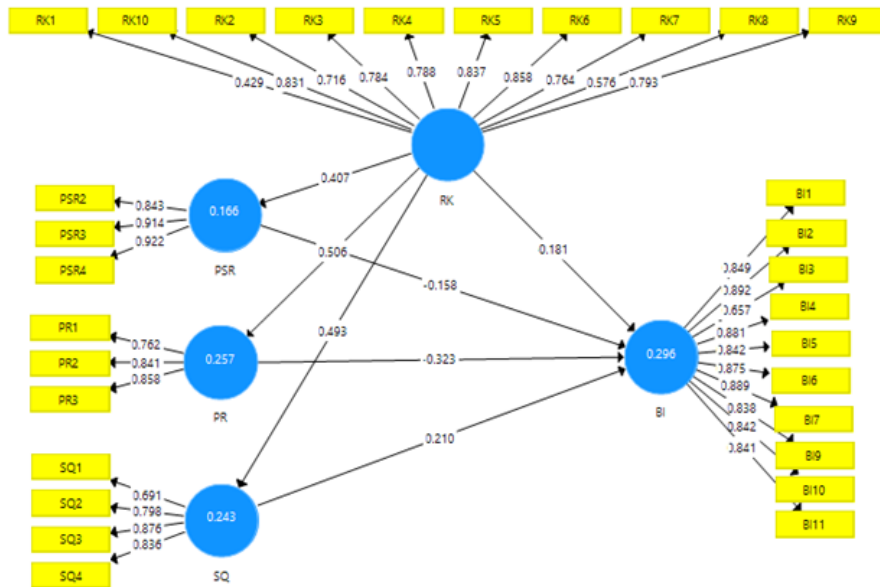 RK1 RK10 RK2 RK3 RK4 RK5 RK6 RK7 RK8 RK9
0.429 0.831 0.716 0.784 0.788 0.837 0.858 0.764 0.576 0.793
RK
0.407
0.506
0.493
0.181
PSR2
PSR3
PSR4
0.843
0.914
0.922
0.166
PSR
-0.158
PR1
PR2
PR3
0.762
0.841
0.858
0.257
PR
-0.323
SQ1
SQ2
SQ3
SQ4
0.691
0.798
0.876
0.836
0.243
SQ
0.210
0.296
BI
0.849
0.892
0.657
0.881
0.842
0.875
0.889
0.838
0.842
0.841
BI1
BI2
BI3
BI4
BI5
BI6
BI7
BI9
BI10
BI11